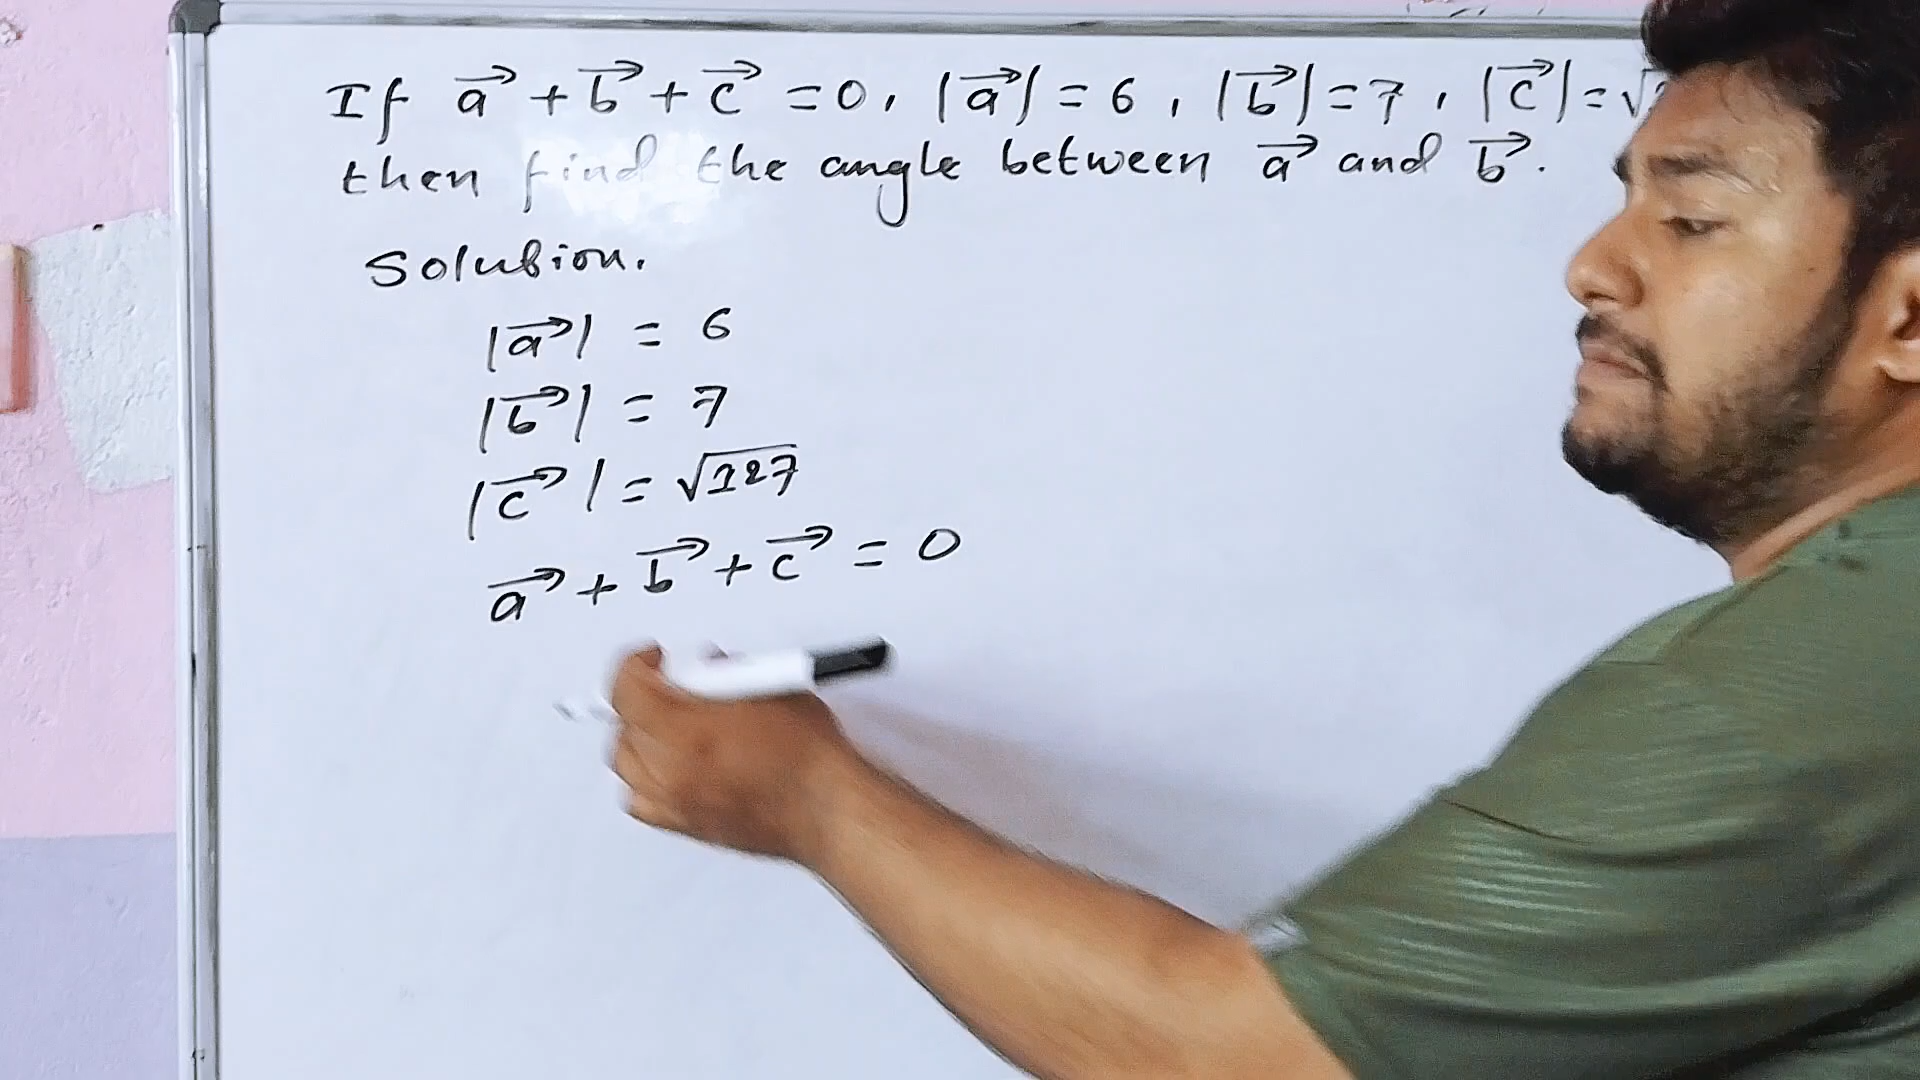 If a⃗ + b⃗ + c⃗ = 0, |a⃗| = 6, |b⃗| = 7, |c⃗| = √
then find the angle between a⃗ and b⃗.
Solution.
|a⃗| = 6
|b⃗| = 7
|c⃗| = √127
a⃗ + b⃗ + c⃗ = 0